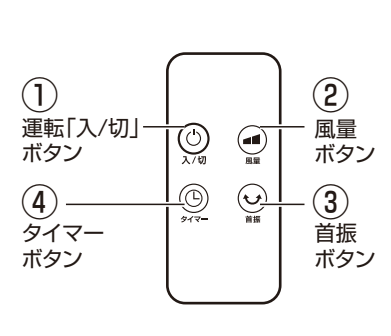 ①
運転「入/切」
ボタン
②
風量
ボタン
入/切
風量
④
タイマー
ボタン
③
首振
ボタン
タイマー
首振